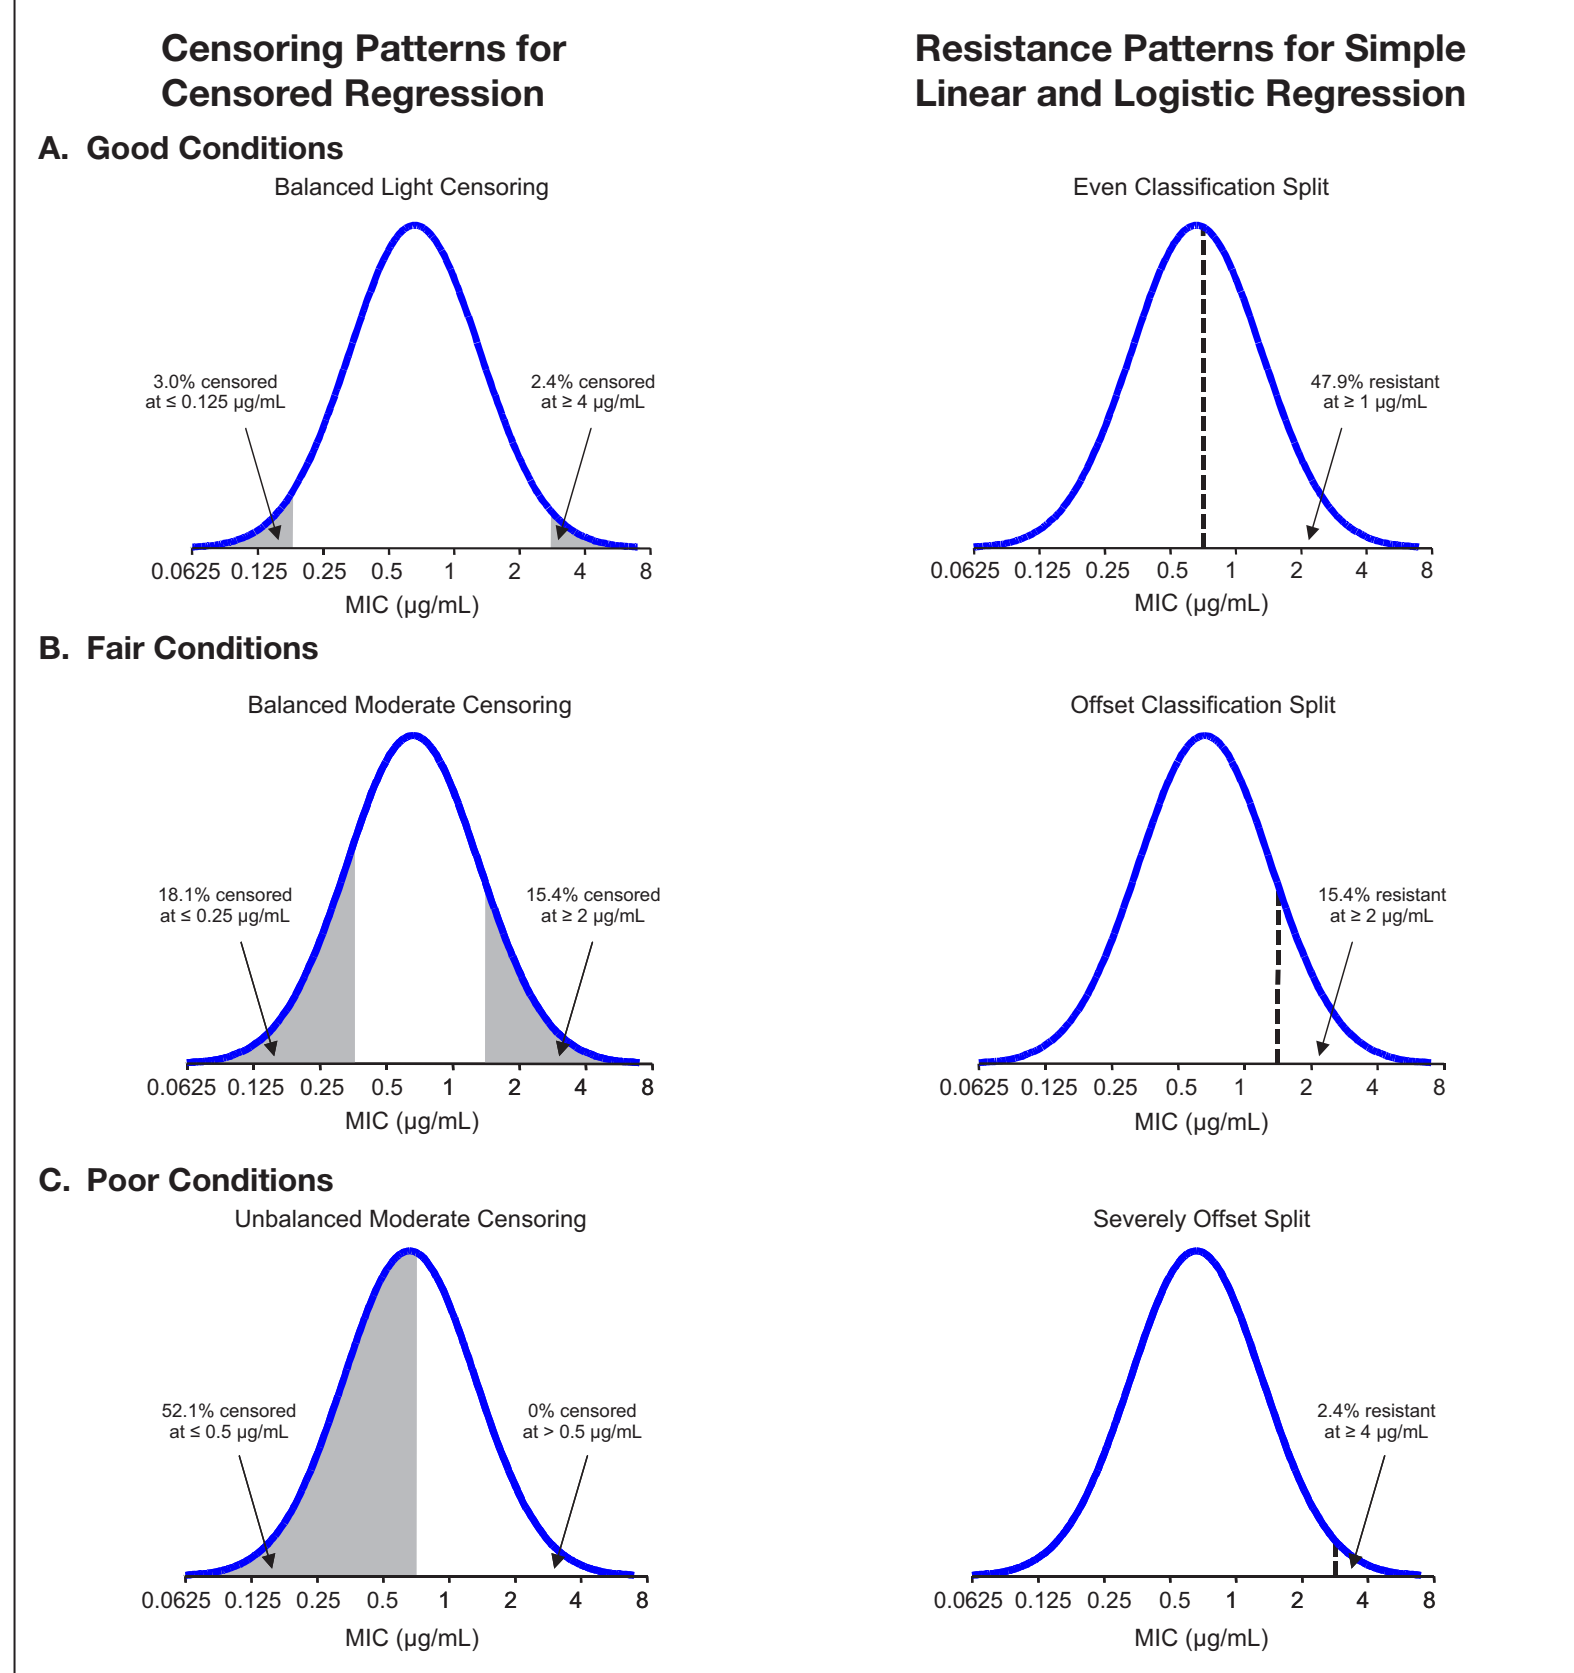 Censoring Patterns for
Censored Regression
Resistance Patterns for Simple
Linear and Logistic Regression
A. Good Conditions
Balanced Light Censoring
3.0% censored
at ≤ 0.125 µg/mL
2.4% censored
at ≥ 4 µg/mL
0.0625 0.125 0.25 0.5 1 2 4 8
MIC (µg/mL)
Even Classification Split
47.9% resistant
at ≥ 1 µg/mL
0.0625 0.125 0.25 0.5 1 2 4 8
MIC (µg/mL)
B. Fair Conditions
Balanced Moderate Censoring
18.1% censored
at ≤ 0.25 µg/mL
15.4% censored
at ≥ 2 µg/mL
0.0625 0.125 0.25 0.5 1 2 4 8
MIC (µg/mL)
Offset Classification Split
15.4% resistant
at ≥ 2 µg/mL
0.0625 0.125 0.25 0.5 1 2 4 8
MIC (µg/mL)
C. Poor Conditions
Unbalanced Moderate Censoring
52.1% censored
at ≤ 0.5 µg/mL
0% censored
at > 0.5 µg/mL
0.0625 0.125 0.25 0.5 1 2 4 8
MIC (µg/mL)
Severely Offset Split
2.4% resistant
at ≥ 4 µg/mL
0.0625 0.125 0.25 0.5 1 2 4 8
MIC (µg/mL)